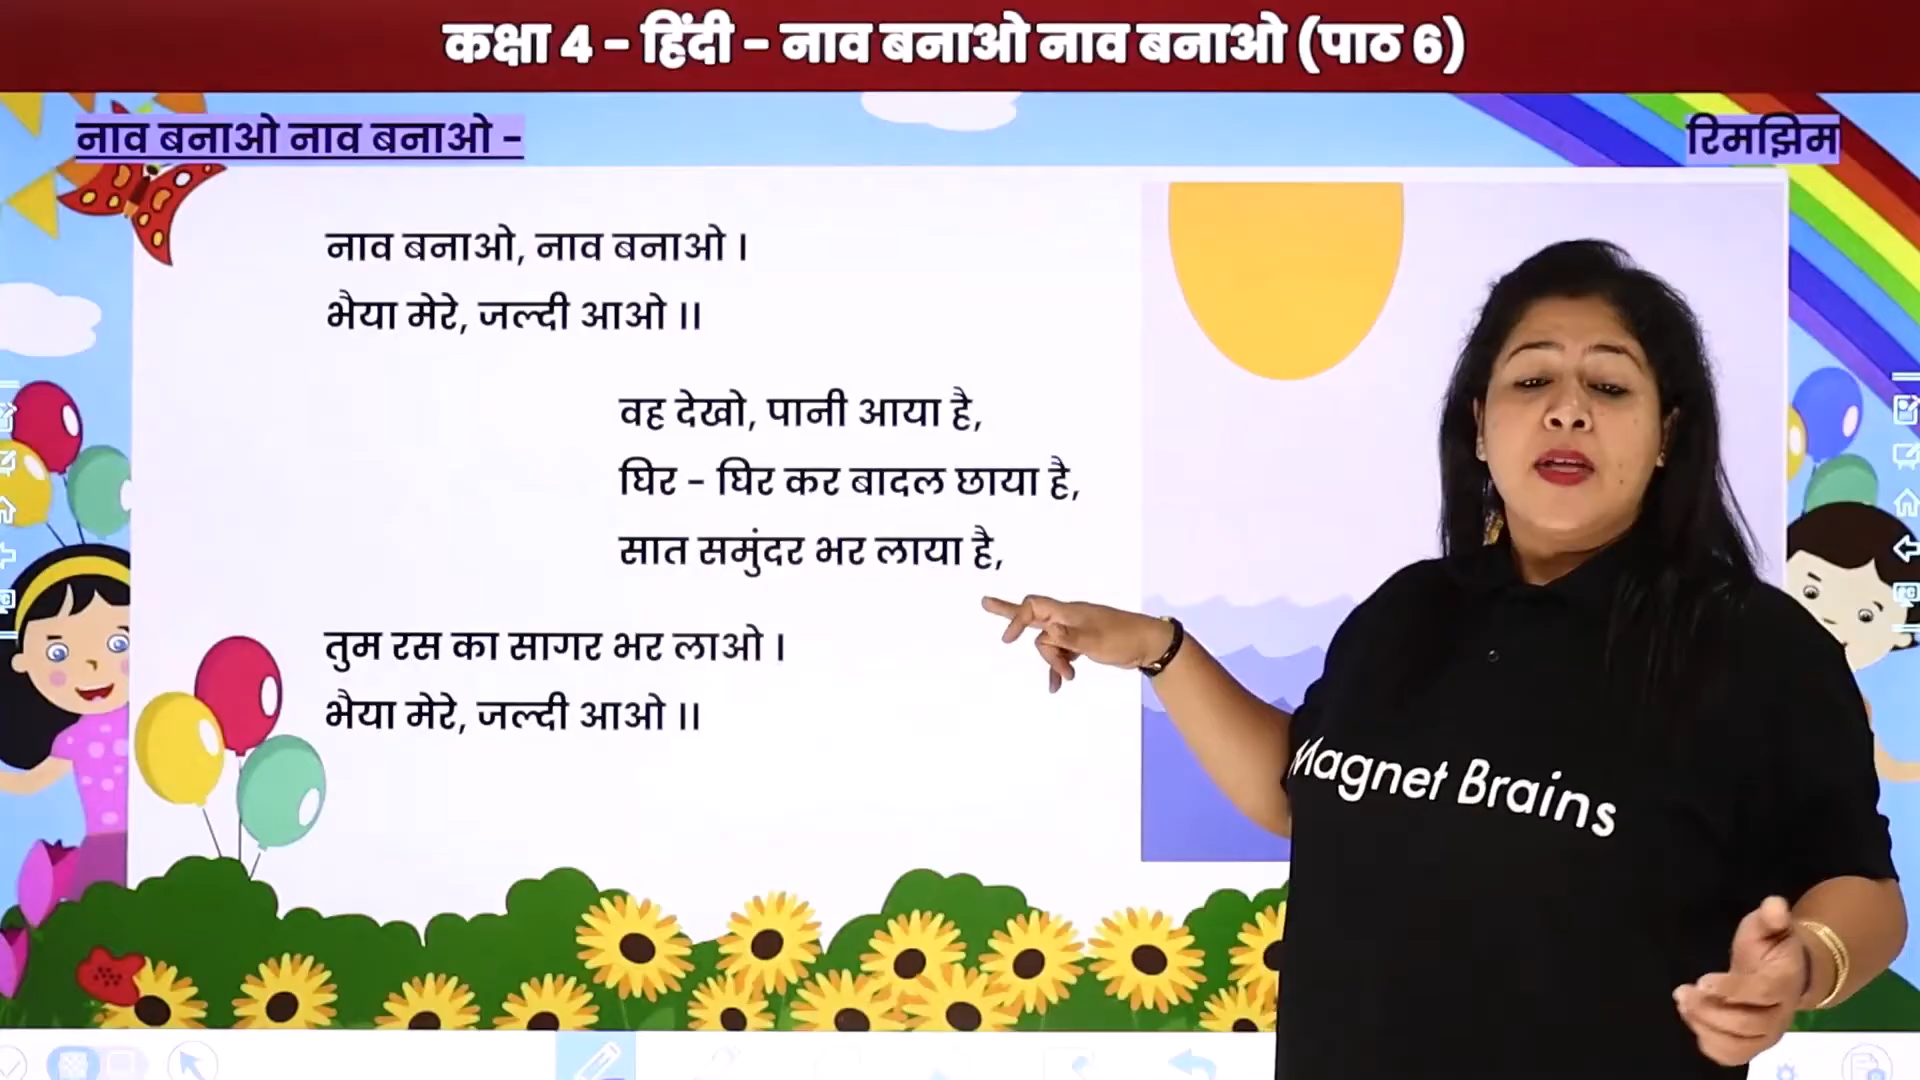 कक्षा 4 - हिंदी - नाव बनाओ नाव बनाओ (पाठ 6)
नाव बनाओ नाव बनाओ -
रिमझिम
नाव बनाओ, नाव बनाओ ।
भैया मेरे, जल्दी आओ ।।
वह देखो, पानी आया है,
घिर - घिर कर बादल छाया है,
सात समुंदर भर लाया है,
तुम रस का सागर भर लाओ ।
भैया मेरे, जल्दी आओ ।।
Magnet Brains